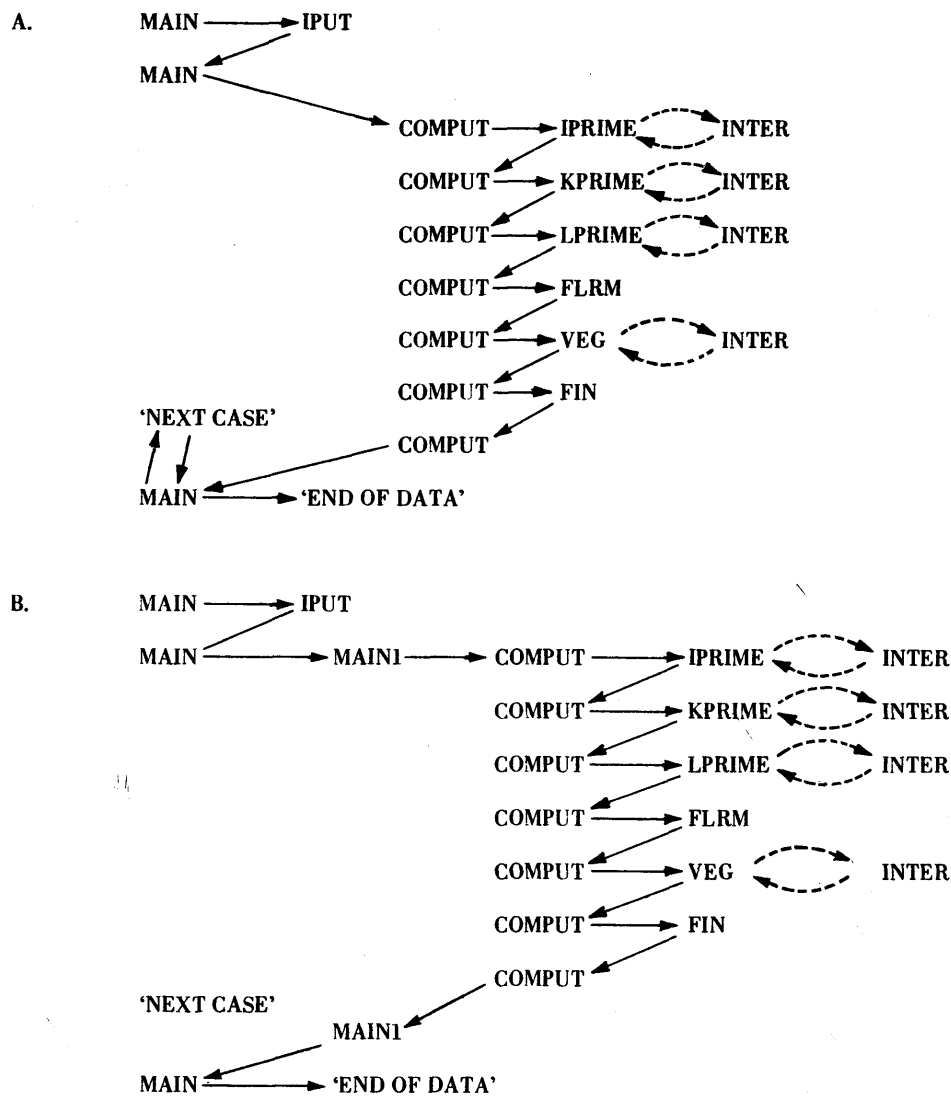 A. MAIN IPUT
MAIN
COMPUT IPRIME INTER
COMPUT KPRIME INTER
COMPUT LPRIME INTER
COMPUT FLRM
COMPUT VEG INTER
COMPUT FIN
'NEXT CASE'
COMPUT
MAIN 'END OF DATA'
B. MAIN IPUT
MAIN MAIN1 COMPUT IPRIME INTER
COMPUT KPRIME INTER
COMPUT LPRIME INTER
COMPUT FLRM
COMPUT VEG INTER
COMPUT FIN
COMPUT
'NEXT CASE'
MAIN1
MAIN 'END OF DATA'